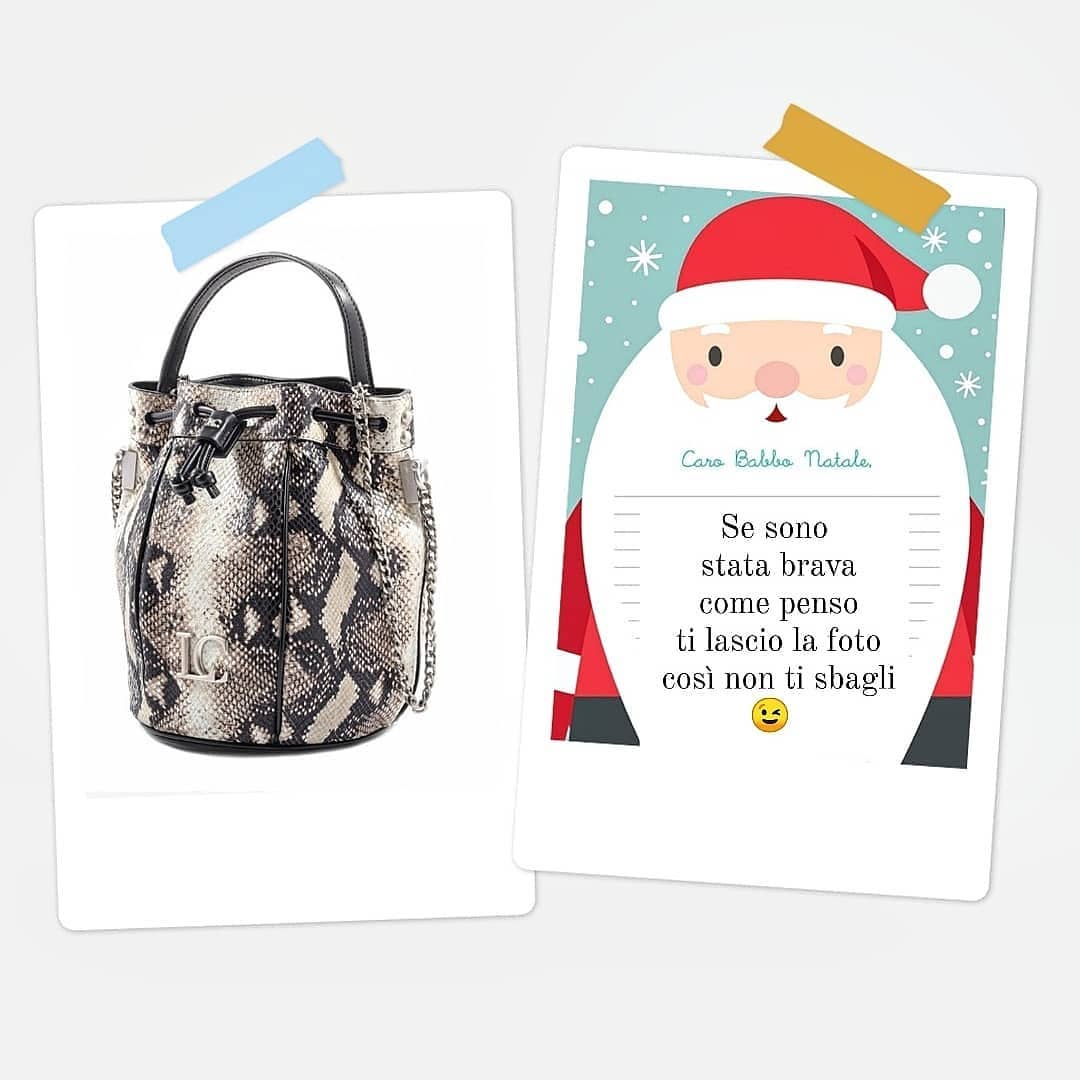 LC
Caro Babbo Natale,
Se sono
stata brava
come penso
ti lascio la foto
così non ti sbagli
😉